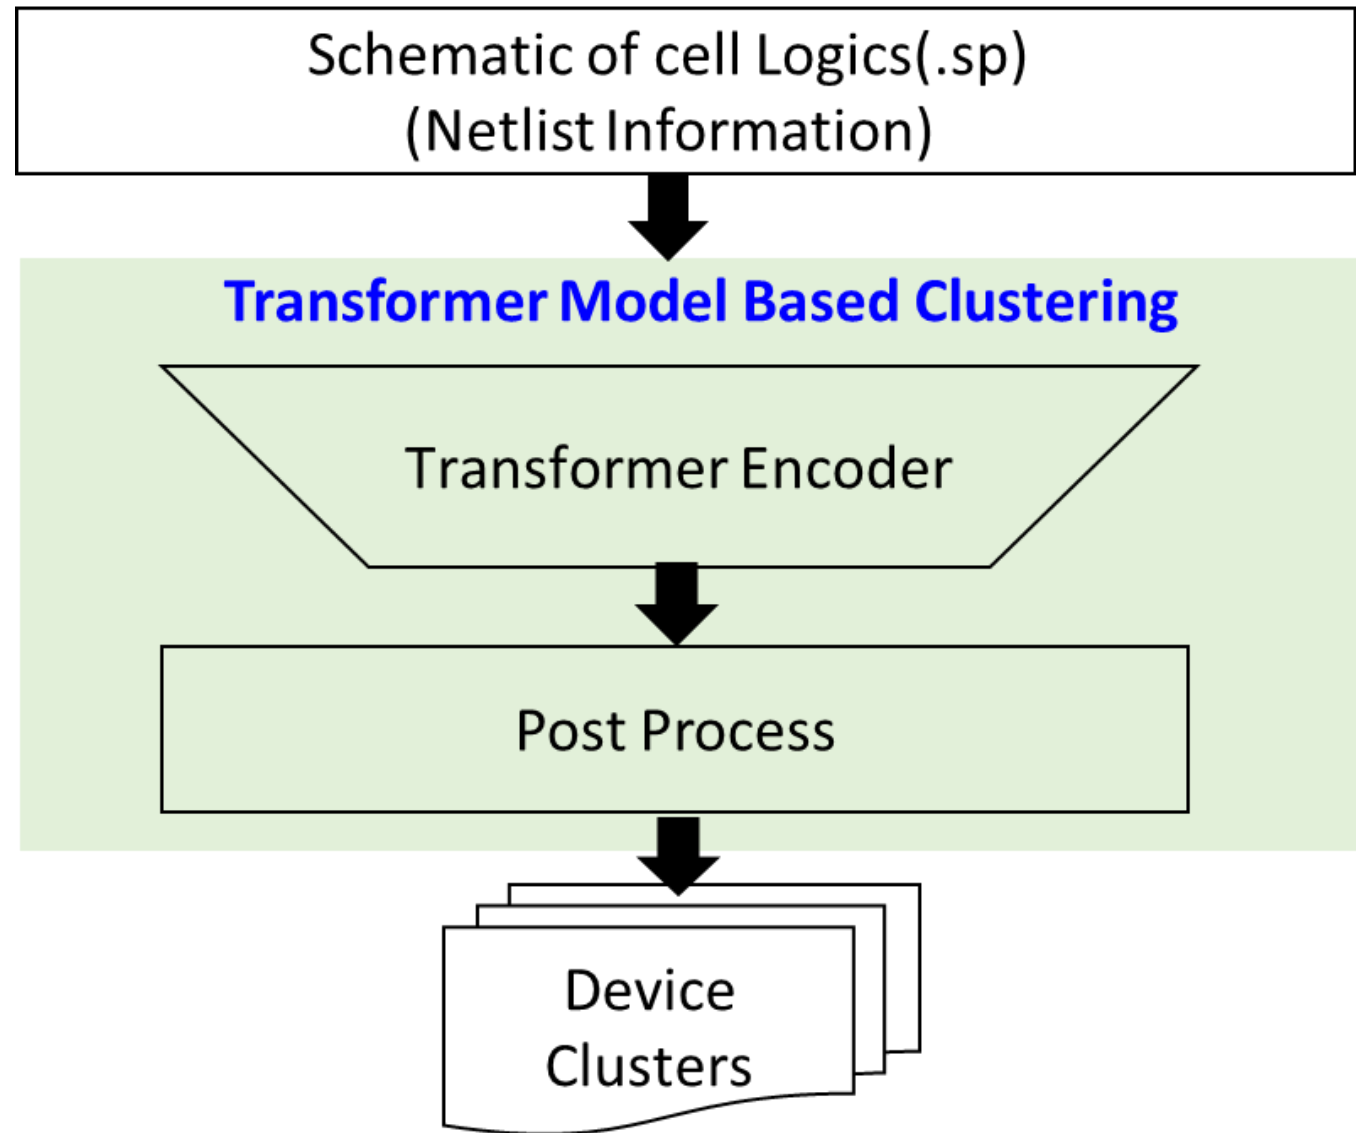 Schematic of cell Logics(.sp)
(Netlist Information)
Transformer Model Based Clustering
Transformer Encoder
Post Process
Device
Clusters